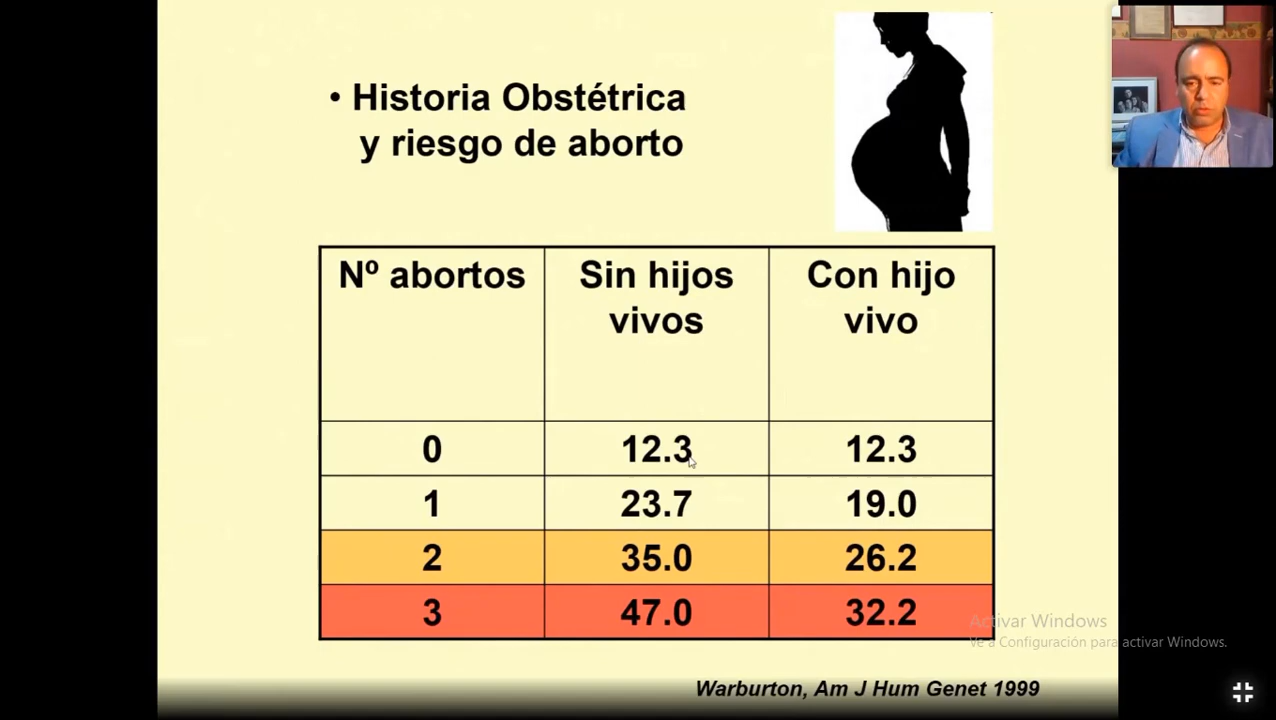 • Historia Obstétrica
y riesgo de aborto
Nº abortos Sin hijos vivos Con hijo vivo
0 12.3 12.3
1 23.7 19.0
2 35.0 26.2
3 47.0 32.2
Activar Windows
Ve a Configuración para activar Windows.
Warburton, Am J Hum Genet 1999